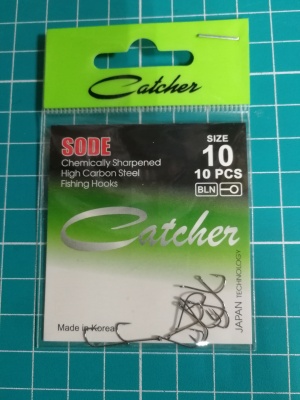 Catcher
SODE
Chemically Sharpened
High Carbon Steel
Fishing Hooks
SIZE
10
10 PCS
BLN
Catcher
JAPAN TECHNOLOGY
Made in Korea